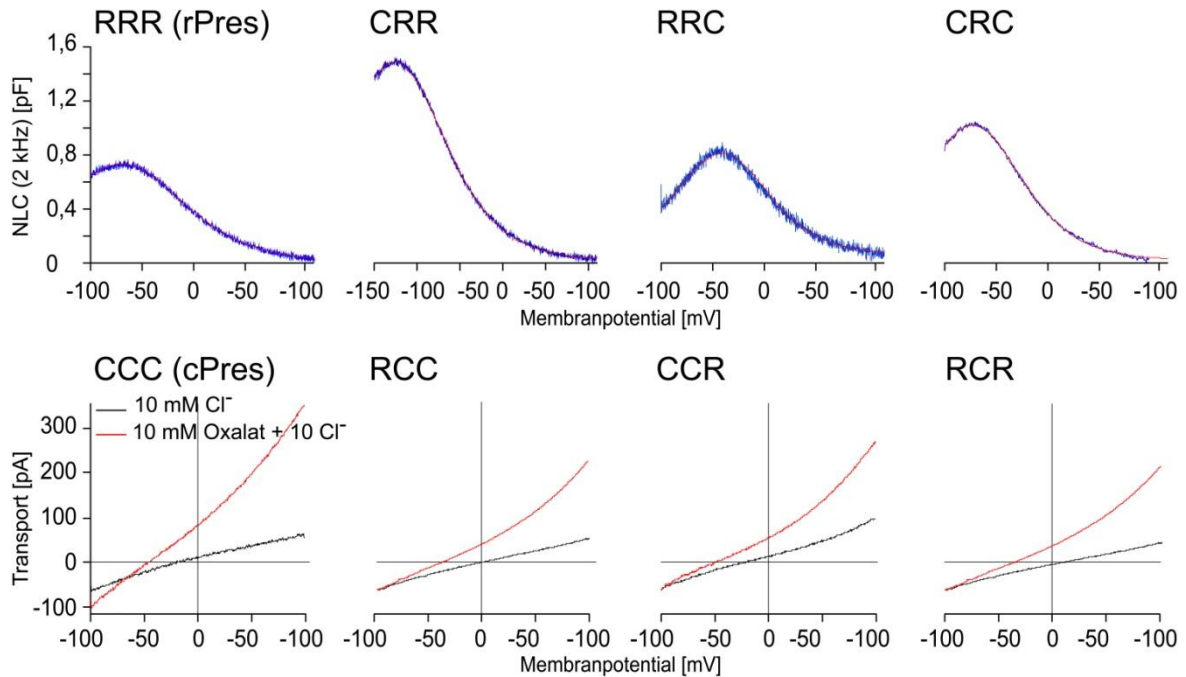 RRR (rPres) CRR RRC CRC
NLC (2 kHz) [pF]
1,6
1,2
0,8
0,4
0
-100 -50 0 -50 -100
-150 -100 -50 -0 -50 -100
-100 -50 0 -50 -100
-100 -50 0 -50 -100
Membranpotential [mV] Membranpotential [mV]
CCC (cPres) RCC CCR RCR
Transport [pA]
300
200
100
0
-100
10 mM Cl⁻
10 mM Oxalat + 10 Cl⁻
-100 -50 0 -50 -100
-100 -50 0 -50 -100
-100 -50 0 -50 -100
-100 -50 0 -50 -100
Membranpotential [mV] Membranpotential [mV]